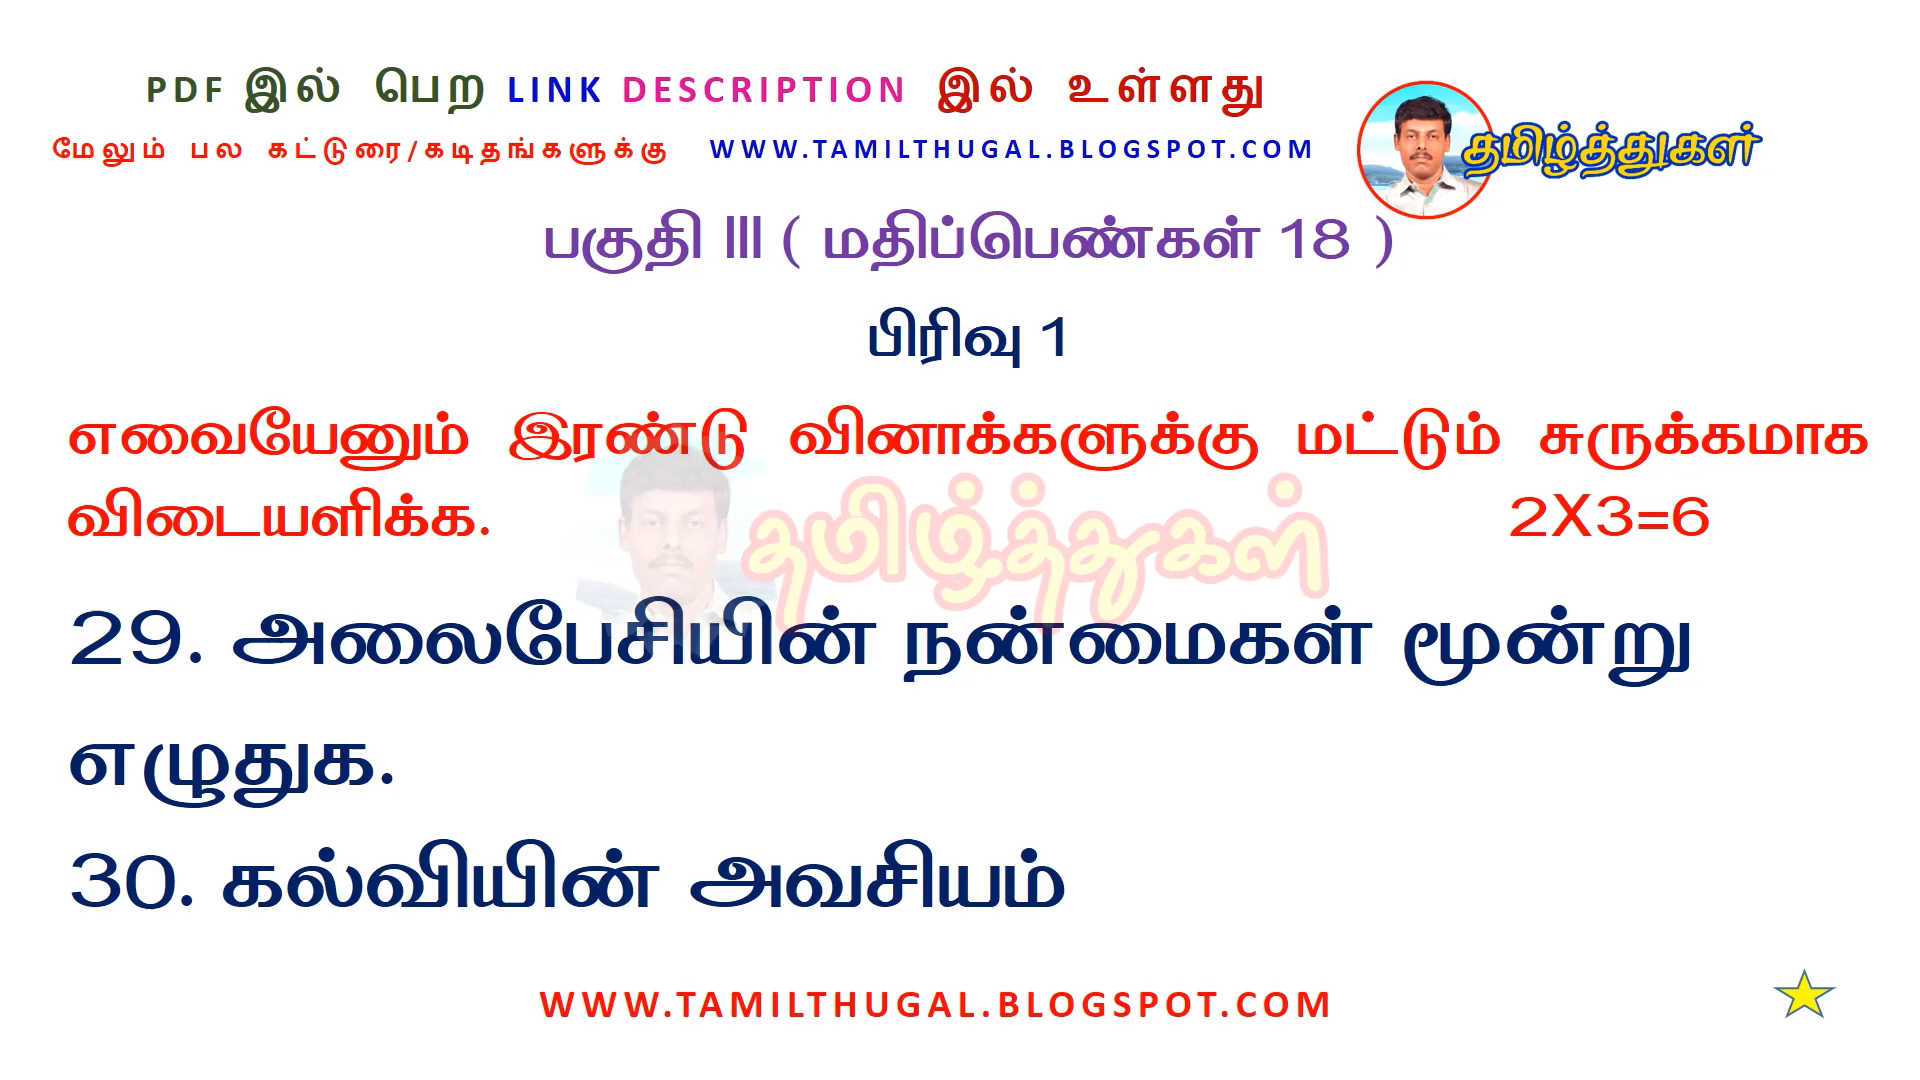 PDF இல் பெற LINK DESCRIPTION இல் உள்ளது
மேலும் பல கட்டுரை/கடிதங்களுக்கு WWW.TAMILTHUGAL.BLOGSPOT.COM
தமிழ்த்துகள்
பகுதி III ( மதிப்பெண்கள் 18 )
பிரிவு 1
எவையேனும் இரண்டு வினாக்களுக்கு மட்டும் சுருக்கமாக
விடையளிக்க. 2X3=6
தமிழ்த்துகள்
29. அலைபேசியின் நன்மைகள் மூன்று
எழுதுக.
30. கல்வியின் அவசியம்
WWW.TAMILTHUGAL.BLOGSPOT.COM